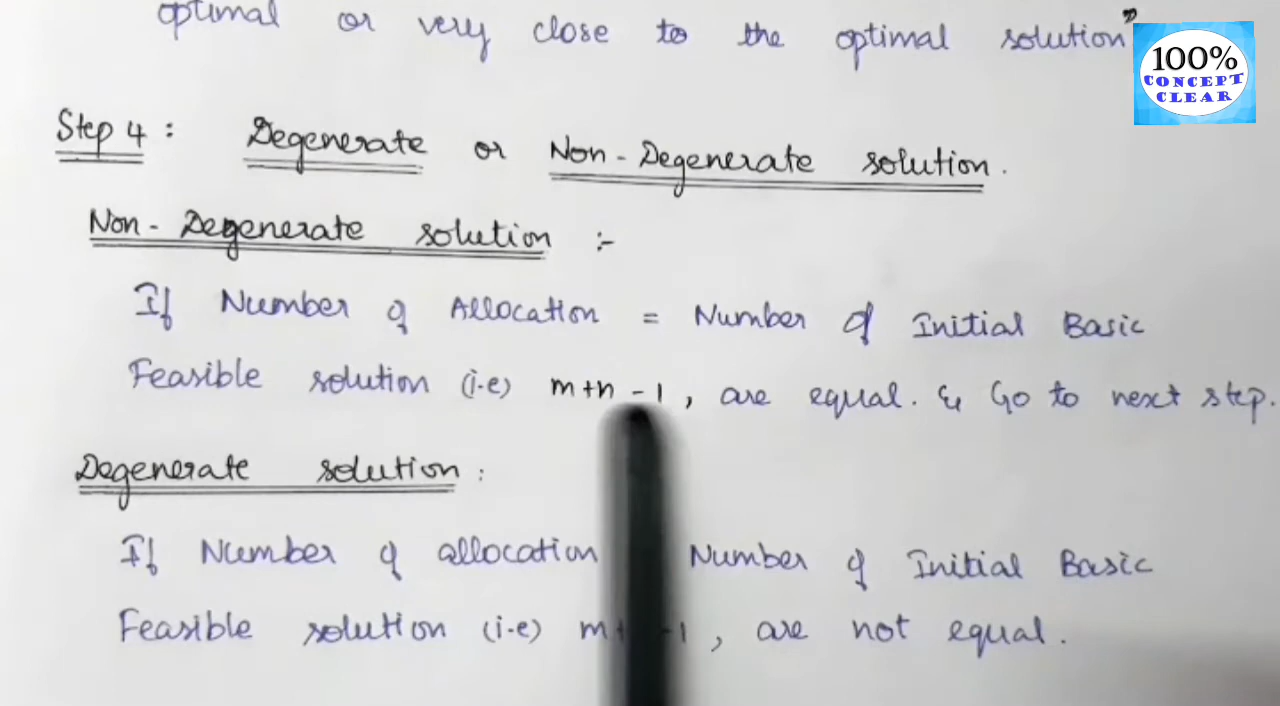 optimal or very close to the optimal solution"
100%
CONCEPT
CLEAR
Step 4 : Degenerate or Non-Degenerate solution.
Non-Degenerate solution :-
If Number of Allocation = Number of Initial Basic
Feasible solution (i.e) m+n-1, are equal. & Go to next step.
Degenerate solution :
If Number of allocation Number of Initial Basic
Feasible solution (i.e) m+ -1, are not equal.